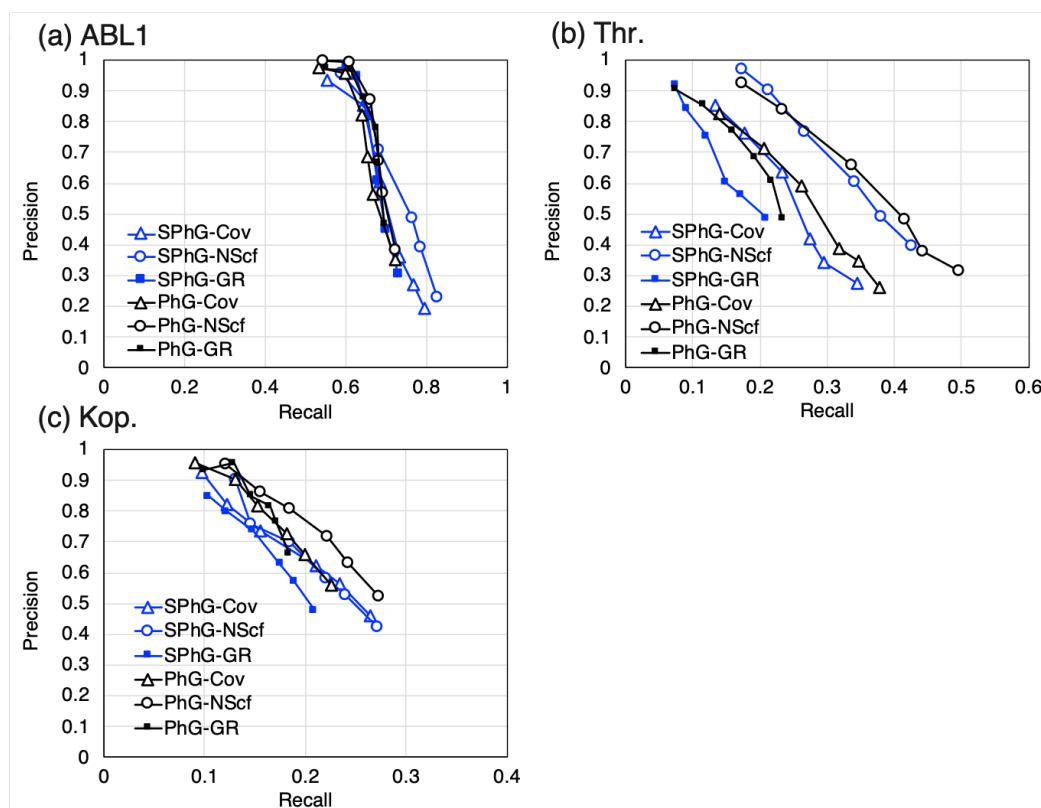 (a) ABL1
1
0.9
0.8
0.7
0.6
0.5
0.4
0.3
0.2
0.1
0
Precision
SPhG-Cov
SPhG-NScf
SPhG-GR
PhG-Cov
PhG-NScf
PhG-GR
0 0.2 0.4 0.6 0.8 1
Recall
(b) Thr.
1
0.9
0.8
0.7
0.6
0.5
0.4
0.3
0.2
0.1
0
Precision
SPhG-Cov
SPhG-NScf
SPhG-GR
PhG-Cov
PhG-NScf
PhG-GR
0 0.1 0.2 0.3 0.4 0.5 0.6
Recall
(c) Kop.
1
0.9
0.8
0.7
0.6
0.5
0.4
0.3
0.2
0.1
0
Precision
SPhG-Cov
SPhG-NScf
SPhG-GR
PhG-Cov
PhG-NScf
PhG-GR
0 0.1 0.2 0.3 0.4
Recall